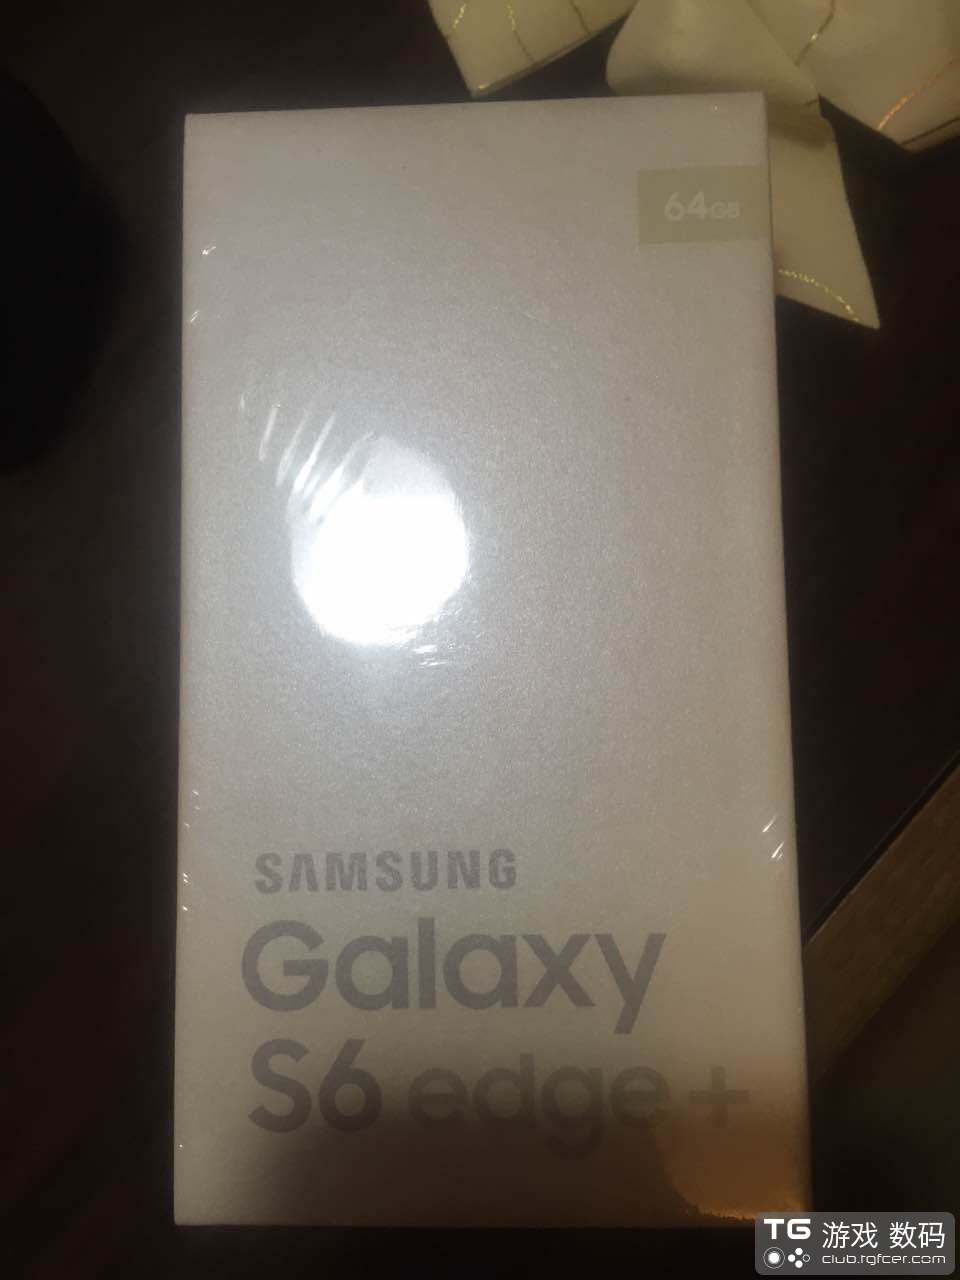 64GB
SAMSUNG
Galaxy
S6 edge+
TG 游戏 数码
club.tgfcer.com